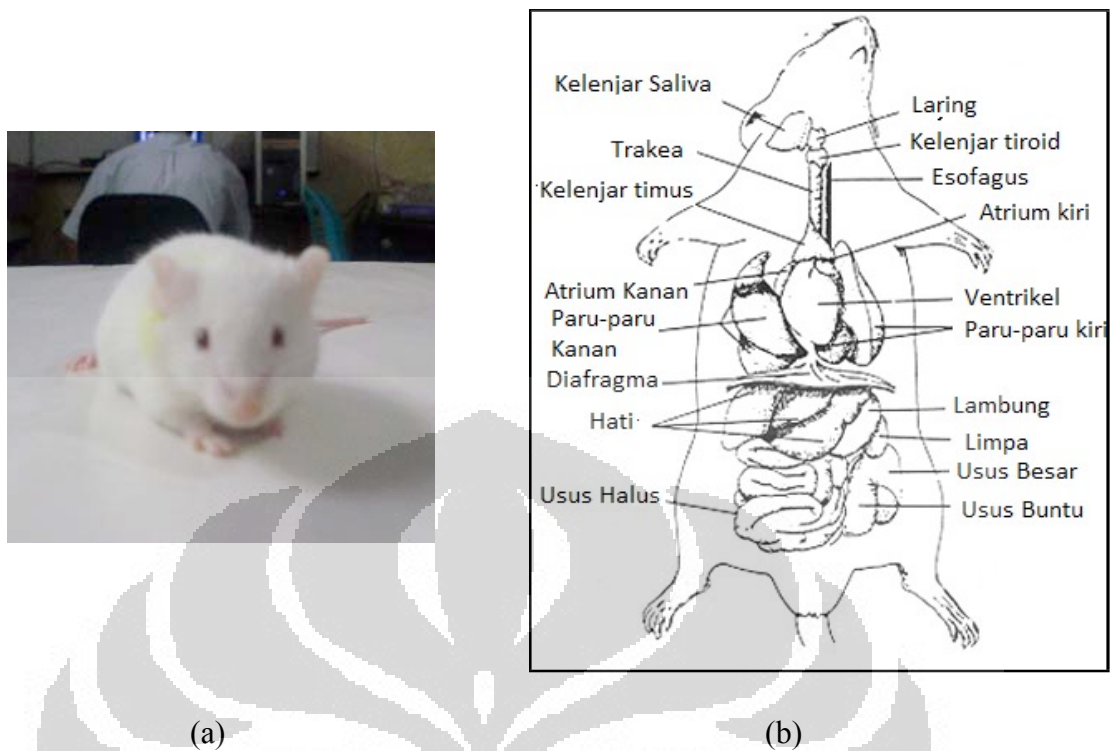 Kelenjar Saliva
Laring
Trakea
Kelenjar tiroid
Kelenjar timus
Esofagus
Atrium kiri
Atrium Kanan
Ventrikel
Paru-paru
Kanan
Paru-paru kiri
Diafragma
Hati
Lambung
Limpa
Usus Besar
Usus Halus
Usus Buntu
(a)
(b)